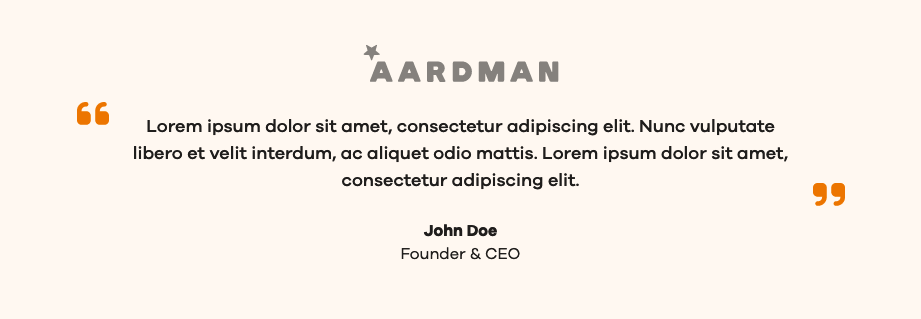 AARDMAN
“
Lorem ipsum dolor sit amet, consectetur adipiscing elit. Nunc vulputate
libero et velit interdum, ac aliquet odio mattis. Lorem ipsum dolor sit amet,
consectetur adipiscing elit.
”
John Doe
Founder & CEO